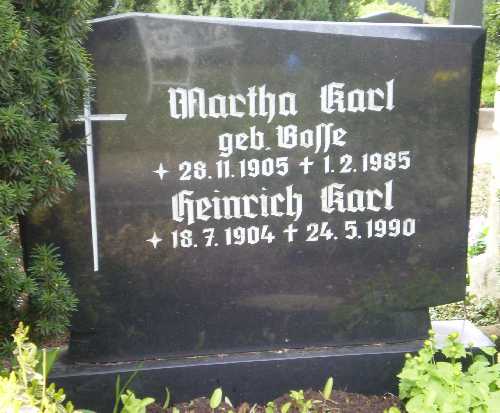 Martha Karl
geb. Bosse
✦ 28.11.1905 ✝ 1.2.1985
Heinrich Karl
✦ 18.7.1904 ✝ 24.5.1990